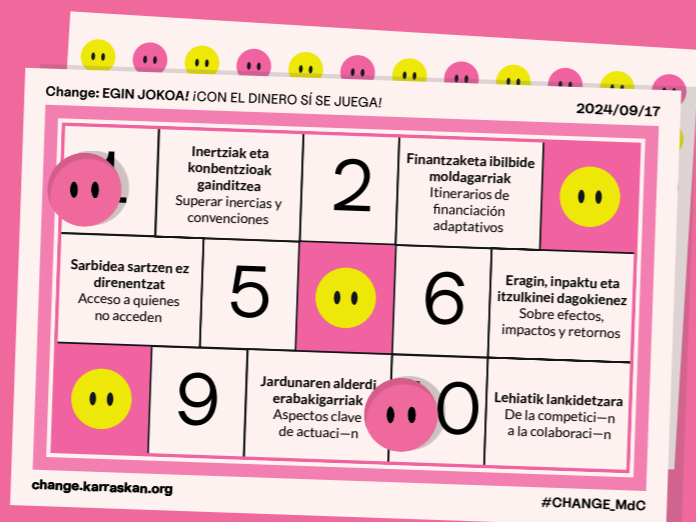 Change: EGIN JOKOA! ¡CON EL DINERO SÍ SE JUEGA!
2024/09/17
Inertziak eta
konbentzioak
gainditzea
Superar inercias y
convenciones
2
Finantzaketa ibilbide
moldagarriak
Itinerarios de
financiación
adaptativos
Sarbidea sartzen ez
direnentzat
Acceso a quienes
no acceden
5
6
Eragin, inpaktu eta
itzulkinei dagokienez
Sobre efectos,
impactos y retornos
9
Jardunaren alderdi
erabakigarriak
Aspectos clave
de actuaci—n
0
Lehiatik lankidetzara
De la competici—n
a la colaboraci—n
change.karraskan.org
#CHANGE_MdC